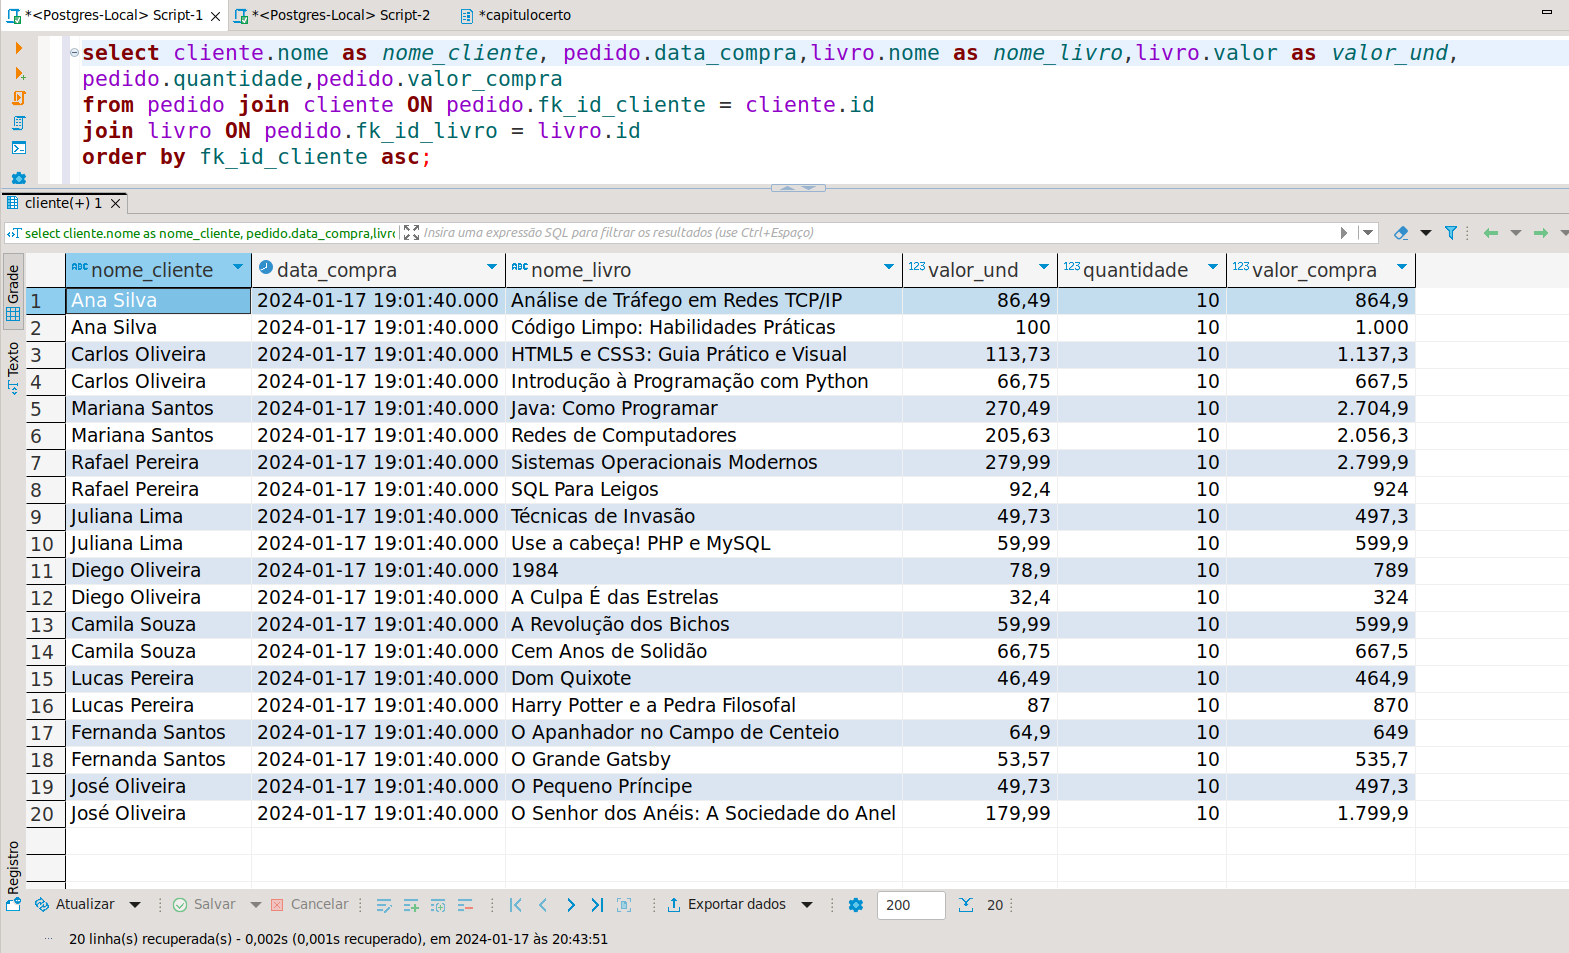 *<Postgres-Local> Script-1
*<Postgres-Local> Script-2
*capitulocerto
select cliente.nome as nome_cliente, pedido.data_compra,livro.nome as nome_livro,livro.valor as valor_und,
pedido.quantidade,pedido.valor_compra
from pedido join cliente ON pedido.fk_id_cliente = cliente.id
join livro ON pedido.fk_id_livro = livro.id
order by fk_id_cliente asc;
cliente(+) 1
select cliente.nome as nome_cliente, pedido.data_compra,livr
Insira uma expressão SQL para filtrar os resultados (use Ctrl+Espaço)
Grade
Texto
Registro
ABC nome_cliente data_compra ABC nome_livro 123 valor_und 123 quantidade 123 valor_compra
1 Ana Silva 2024-01-17 19:01:40.000 Análise de Tráfego em Redes TCP/IP 86,49 10 864,9
2 Ana Silva 2024-01-17 19:01:40.000 Código Limpo: Habilidades Práticas 100 10 1.000
3 Carlos Oliveira 2024-01-17 19:01:40.000 HTML5 e CSS3: Guia Prático e Visual 113,73 10 1.137,3
4 Carlos Oliveira 2024-01-17 19:01:40.000 Introdução à Programação com Python 66,75 10 667,5
5 Mariana Santos 2024-01-17 19:01:40.000 Java: Como Programar 270,49 10 2.704,9
6 Mariana Santos 2024-01-17 19:01:40.000 Redes de Computadores 205,63 10 2.056,3
7 Rafael Pereira 2024-01-17 19:01:40.000 Sistemas Operacionais Modernos 279,99 10 2.799,9
8 Rafael Pereira 2024-01-17 19:01:40.000 SQL Para Leigos 92,4 10 924
9 Juliana Lima 2024-01-17 19:01:40.000 Técnicas de Invasão 49,73 10 497,3
10 Juliana Lima 2024-01-17 19:01:40.000 Use a cabeça! PHP e MySQL 59,99 10 599,9
11 Diego Oliveira 2024-01-17 19:01:40.000 1984 78,9 10 789
12 Diego Oliveira 2024-01-17 19:01:40.000 A Culpa É das Estrelas 32,4 10 324
13 Camila Souza 2024-01-17 19:01:40.000 A Revolução dos Bichos 59,99 10 599,9
14 Camila Souza 2024-01-17 19:01:40.000 Cem Anos de Solidão 66,75 10 667,5
15 Lucas Pereira 2024-01-17 19:01:40.000 Dom Quixote 46,49 10 464,9
16 Lucas Pereira 2024-01-17 19:01:40.000 Harry Potter e a Pedra Filosofal 87 10 870
17 Fernanda Santos 2024-01-17 19:01:40.000 O Apanhador no Campo de Centeio 64,9 10 649
18 Fernanda Santos 2024-01-17 19:01:40.000 O Grande Gatsby 53,57 10 535,7
19 José Oliveira 2024-01-17 19:01:40.000 O Pequeno Príncipe 49,73 10 497,3
20 José Oliveira 2024-01-17 19:01:40.000 O Senhor dos Anéis: A Sociedade do Anel 179,99 10 1.799,9
Atualizar Salvar Cancelar Exportar dados 200 20
20 linha(s) recuperada(s) - 0,002s (0,001s recuperado), em 2024-01-17 às 20:43:51